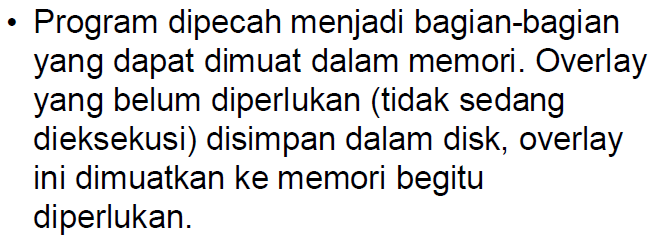 • Program dipecah menjadi bagian-bagian
yang dapat dimuat dalam memori. Overlay
yang belum diperlukan (tidak sedang
dieksekusi) disimpan dalam disk, overlay
ini dimuatkan ke memori begitu
diperlukan.